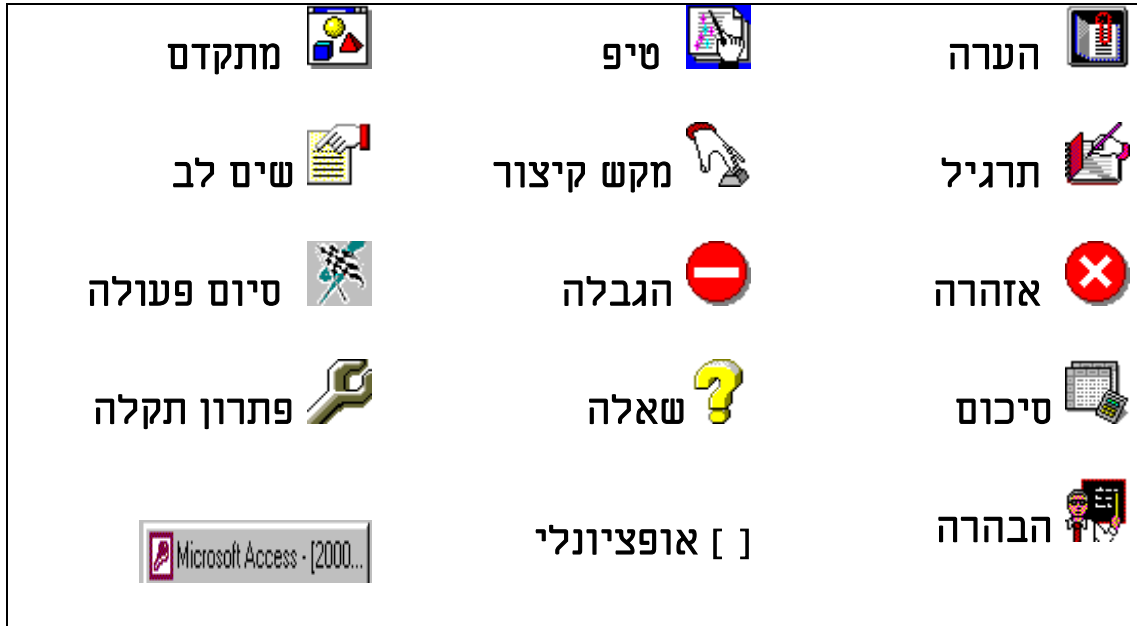 הערה טיפ מתקדם
תרגיל מקש קיצור שים לב
אזהרה הגבלה סיום פעולה
סיכום שאלה פתרון תקלה
הבהרה [ ] אופציונלי Microsoft Access - [2000...